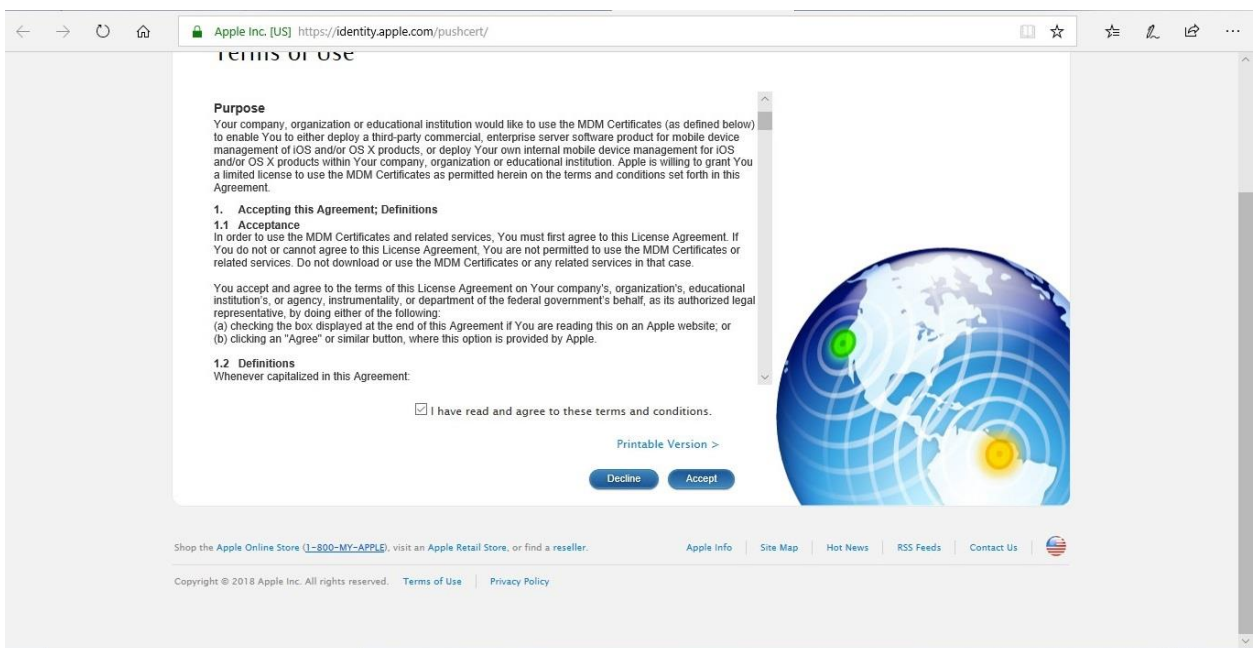 Apple Inc. [US] https://identity.apple.com/pushcert/
Terms of Use
Purpose
Your company, organization or educational institution would like to use the MDM Certificates (as defined below)
to enable You to either deploy a third-party commercial, enterprise server software product for mobile device
management of iOS and/or OS X products, or deploy Your own internal mobile device management for iOS
and/or OS X products within Your company, organization or educational institution. Apple is willing to grant You
a limited license to use the MDM Certificates as permitted herein on the terms and conditions set forth in this
Agreement.
1. Accepting this Agreement; Definitions
1.1 Acceptance
In order to use the MDM Certificates and related services, You must first agree to this License Agreement. If
You do not or cannot agree to this License Agreement, You are not permitted to use the MDM Certificates or
related services. Do not download or use the MDM Certificates or any related services in that case.
You accept and agree to the terms of this License Agreement on Your company's, organization's, educational
institution's, or agency, instrumentality, or department of the federal government's behalf, as its authorized legal
representative, by doing either of the following:
(a) checking the box displayed at the end of this Agreement if You are reading this on an Apple website; or
(b) clicking an "Agree" or similar button, where this option is provided by Apple.
1.2 Definitions
Whenever capitalized in this Agreement:
I have read and agree to these terms and conditions.
Printable Version >
Decline Accept
Shop the Apple Online Store (1-800-MY-APPLE), visit an Apple Retail Store, or find a reseller. Apple Info Site Map Hot News RSS Feeds Contact Us
Copyright © 2018 Apple Inc. All rights reserved. Terms of Use Privacy Policy